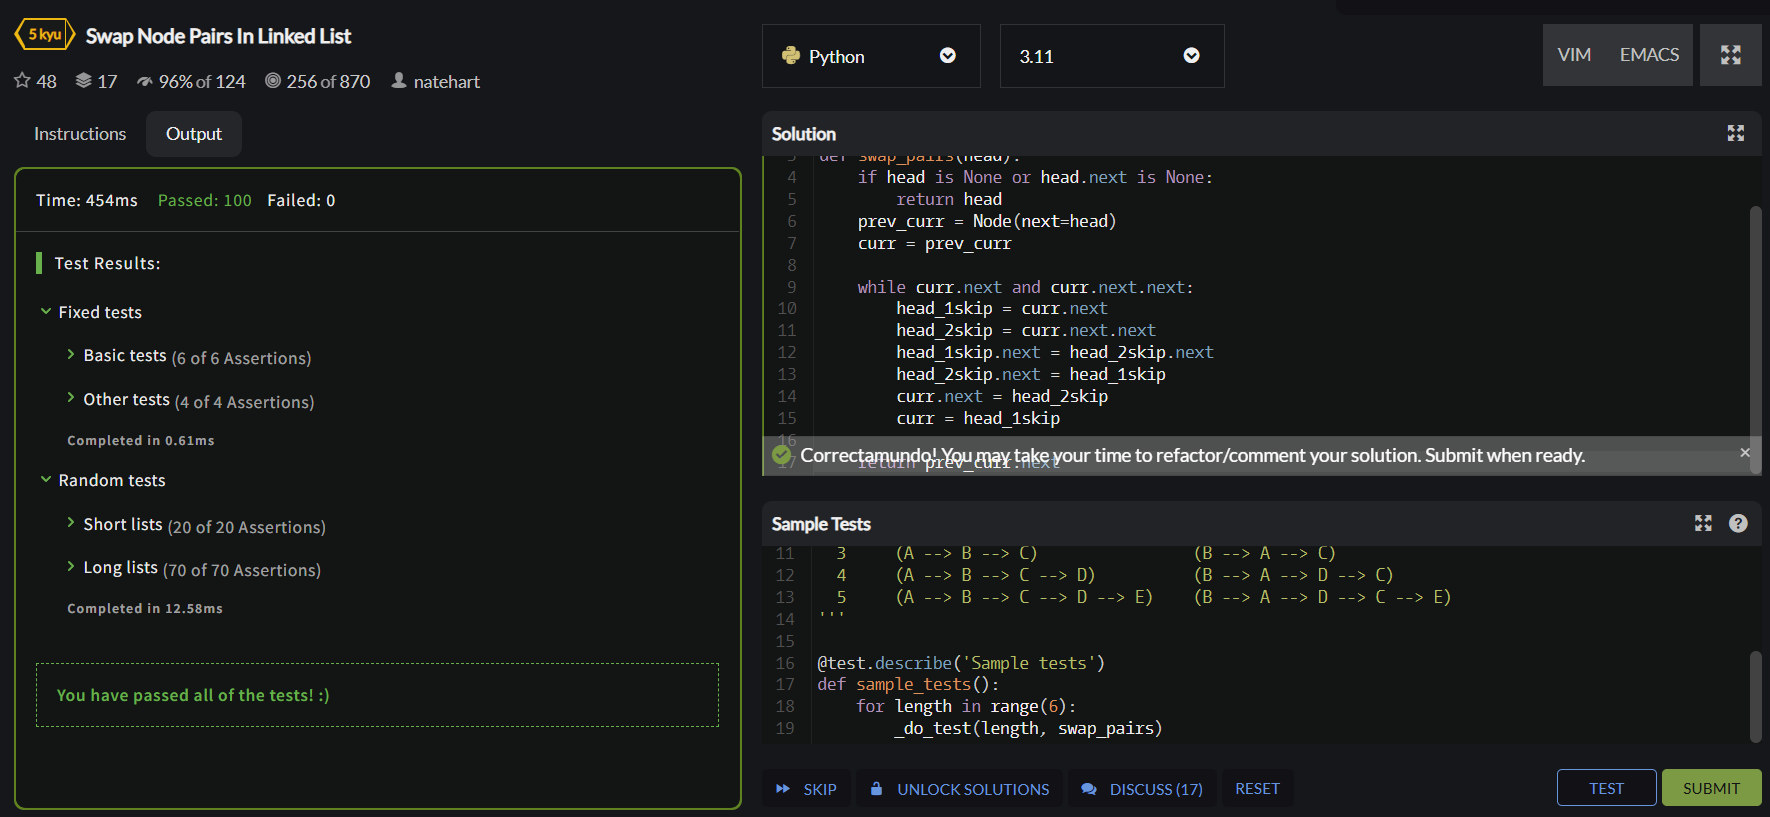 5 kyu Swap Node Pairs In Linked List
48 17 96% of 124 256 of 870 natehart
Instructions Output
Time: 454ms Passed: 100 Failed: 0
Test Results:
Fixed tests
Basic tests (6 of 6 Assertions)
Other tests (4 of 4 Assertions)
Completed in 0.61ms
Random tests
Short lists (20 of 20 Assertions)
Long lists (70 of 70 Assertions)
Completed in 12.58ms
You have passed all of the tests! :)
Python 3.11 VIM EMACS
Solution
3 def swap_pairs(head):
4 if head is None or head.next is None:
5 return head
6 prev_curr = Node(next=head)
7 curr = prev_curr
8
9 while curr.next and curr.next.next:
10 head_1skip = curr.next
11 head_2skip = curr.next.next
12 head_1skip.next = head_2skip.next
13 head_2skip.next = head_1skip
14 curr.next = head_2skip
15 curr = head_1skip
16
17 return prev_curr.next
Correctamundo! You may take your time to refactor/comment your solution. Submit when ready. ×
Sample Tests
11 3 (A --> B --> C) (B --> A --> C)
12 4 (A --> B --> C --> D) (B --> A --> D --> C)
13 5 (A --> B --> C --> D --> E) (B --> A --> D --> C --> E)
14 '''
15
16 @test.describe('Sample tests')
17 def sample_tests():
18 for length in range(6):
19 _do_test(length, swap_pairs)
SKIP UNLOCK SOLUTIONS DISCUSS (17) RESET TEST SUBMIT